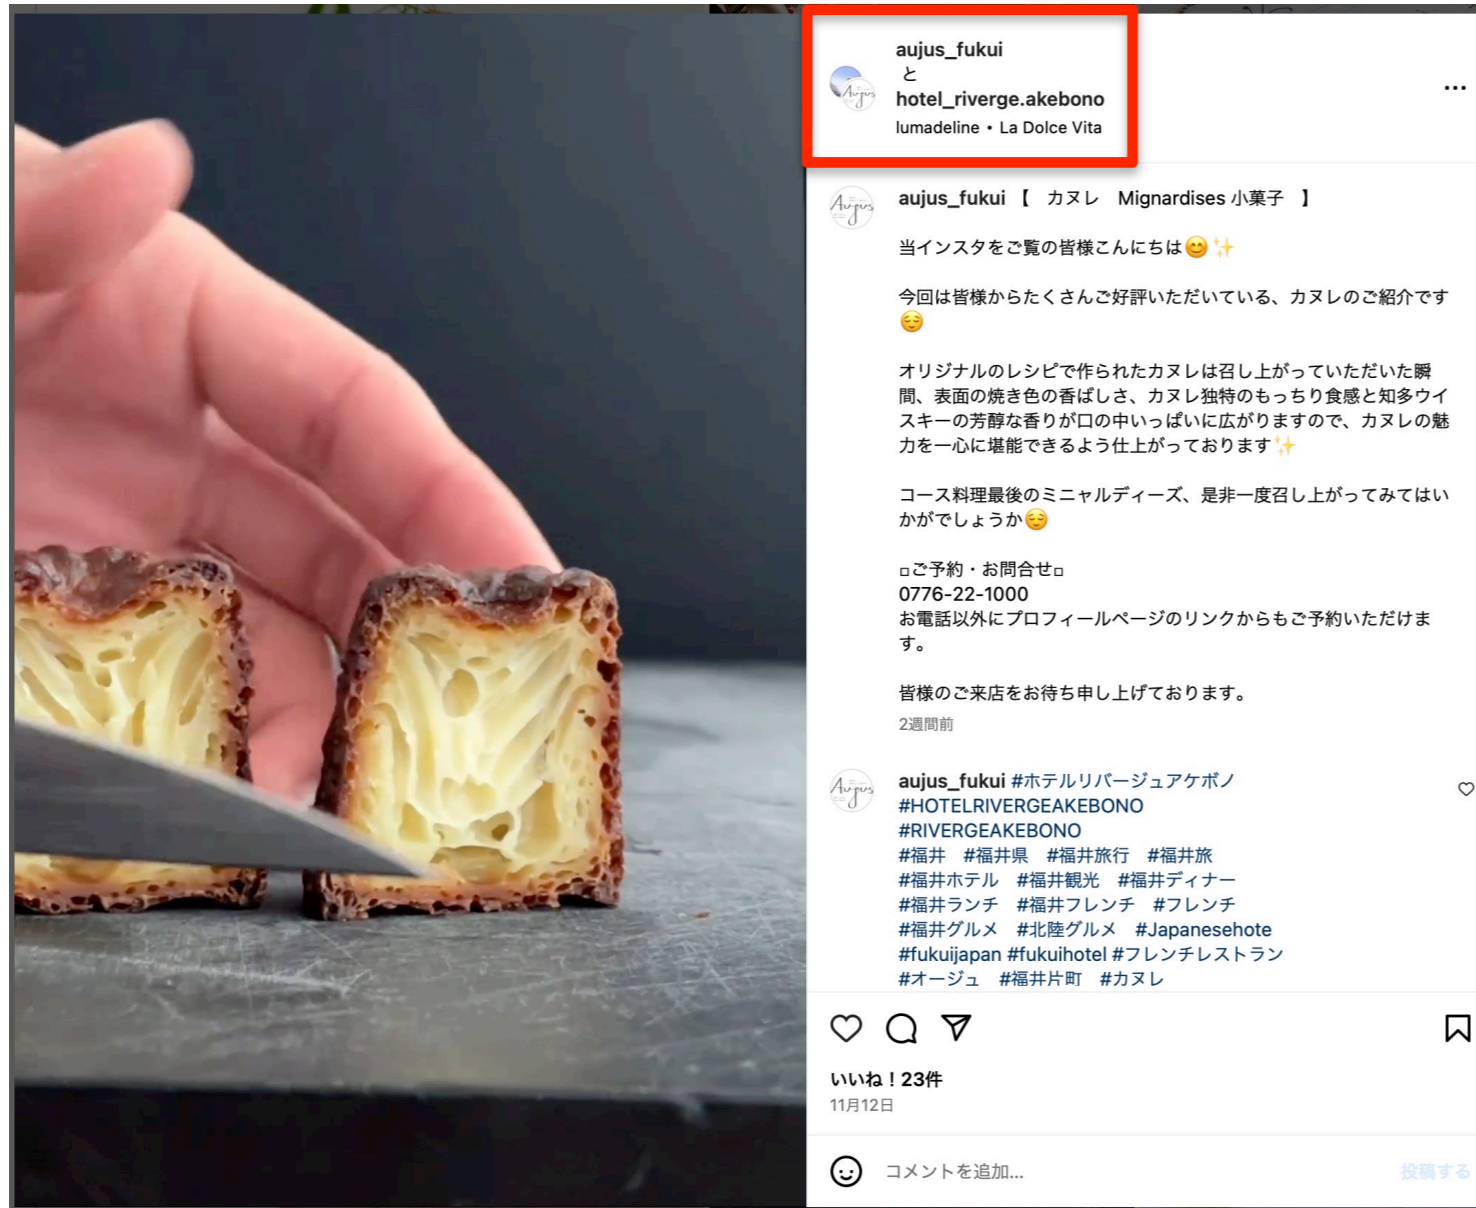 aujus_fukui
と
hotel_riverge.akebono
lumadeline • La Dolce Vita
aujus_fukui 【　カヌレ　Mignardises 小菓子　】
当インスタをご覧の皆様こんにちは😊✨
今回は皆様からたくさんご好評いただいている、カヌレのご紹介です
😌
オリジナルのレシピで作られたカヌレは召し上がっていただいた瞬
間、表面の焼き色の香ばしさ、カヌレ独特のもっちり食感と知多ウイ
スキーの芳醇な香りが口の中いっぱいに広がりますので、カヌレの魅
力を一心に堪能できるよう仕上がっております✨
コース料理最後のミニャルディーズ、是非一度召し上がってみてはい
かがでしょうか😌
▫ご予約・お問合せ▫
0776-22-1000
お電話以外にプロフィールページのリンクからもご予約いただけま
す。
皆様のご来店をお待ち申し上げております。
2週間前
aujus_fukui #ホテルリバージュアケボノ
#HOTELRIVERGEAKEBONO
#RIVERGEAKEBONO
#福井　#福井県　#福井旅行　#福井旅
#福井ホテル　#福井観光　#福井ディナー
#福井ランチ　#福井フレンチ　#フレンチ
#福井グルメ　#北陸グルメ　#Japanesehote
#fukuijapan #fukuihotel #フレンチレストラン
#オージュ　#福井片町　#カヌレ
いいね！23件
11月12日
コメントを追加...
投稿する